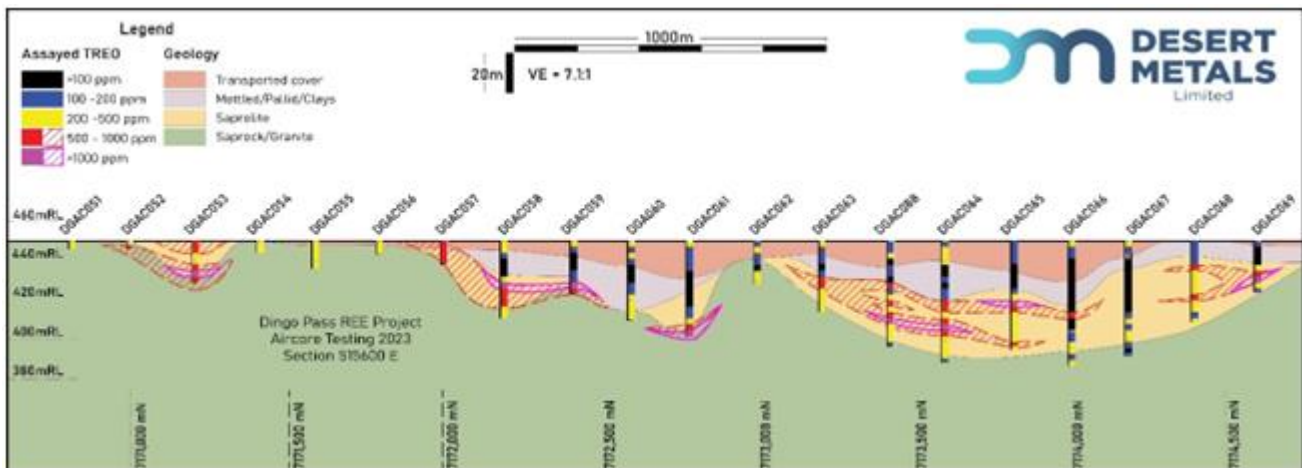 Legend
Assayed TREO
Geology
<100 ppm
100 -200 ppm
200 -500 ppm
500 - 1000 ppm
>1000 ppm
Transported cover
Mottled/Pallid/Clays
Saprolite
Saprock/Granite
1000m
20m
VE = 7.1:1
DESERT
METALS
Limited
DGAC051
DGAC052
DGAC053
DGAC054
DGAC055
DGAC056
DGAC057
DGAC058
DGAC059
DGAC060
DGAC061
DGAC062
DGAC063
DGAC088
DGAC064
DGAC065
DGAC066
DGAC067
DGAC068
DGAC069
460mRL
440mRL
420mRL
400mRL
380mRL
Dingo Pass REE Project
Aircore Testing 2023
Section 515600 E
7171,000 mN
7171,500 mN
7172,000 mN
7172,500 mN
7173,000 mN
7173,500 mN
7174,000 mN
7174,500 mN